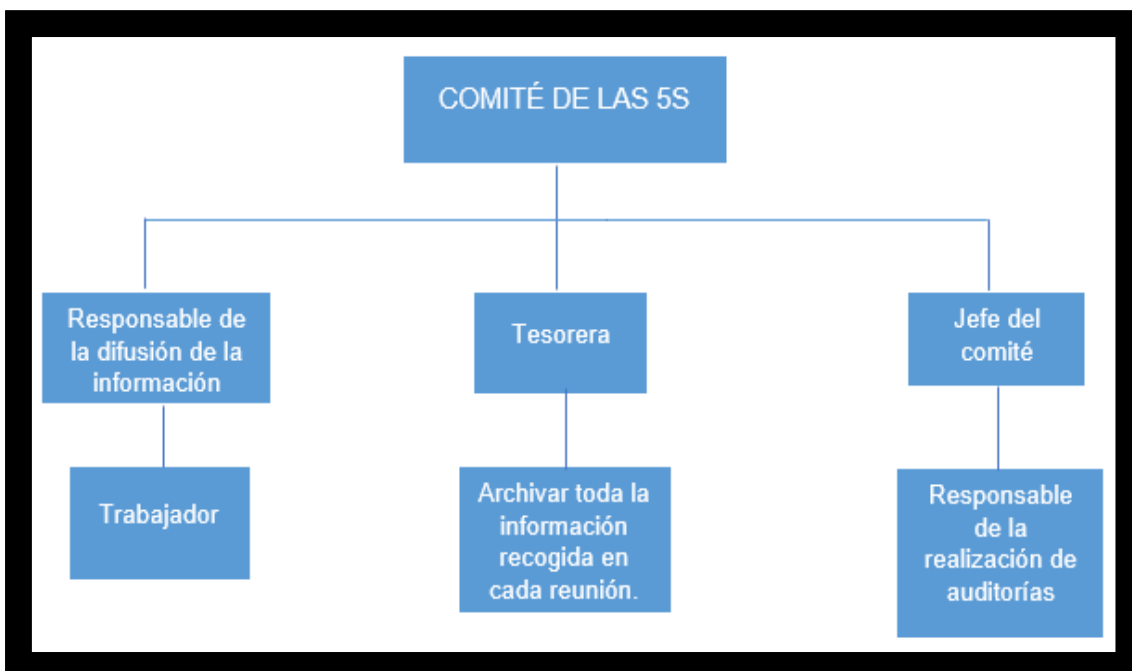 COMITÉ DE LAS 5S
Responsable de
la difusión de la
información
Tesorera
Jefe del
comité
Trabajador
Archivar toda la
información
recogida en
cada reunión.
Responsable
de la
realización de
auditorías